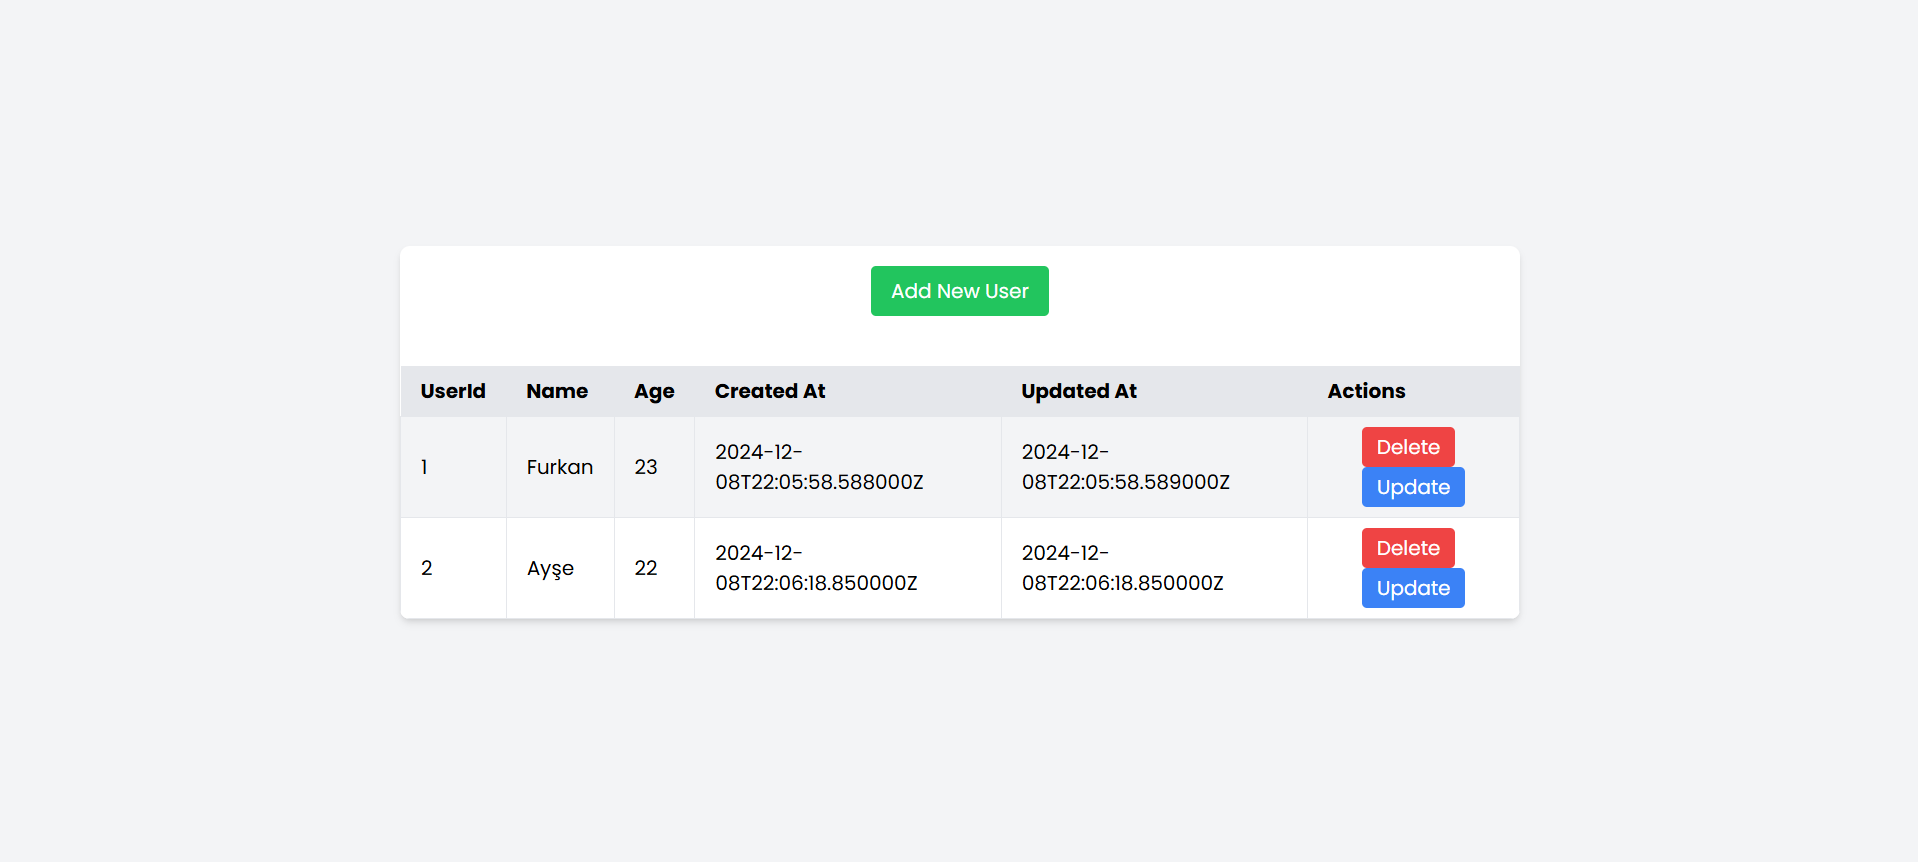 Add New User
UserId Name Age Created At Updated At Actions
1 Furkan 23 2024-12-08T22:05:58.588000Z 2024-12-08T22:05:58.589000Z Delete Update
2 Ayşe 22 2024-12-08T22:06:18.850000Z 2024-12-08T22:06:18.850000Z Delete Update